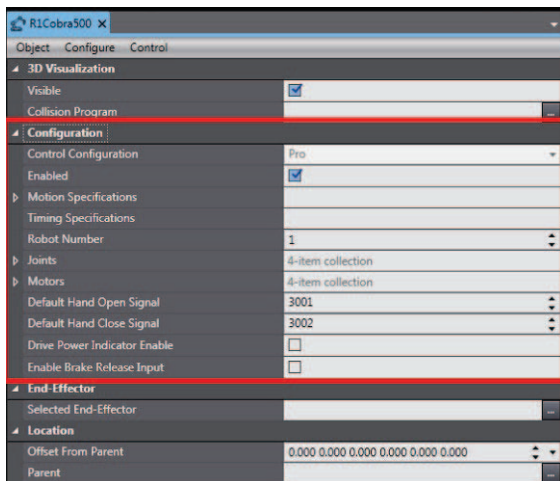 R1Cobra500
Object Configure Control
3D Visualization
Visible
Collision Program ...
Configuration
Control Configuration Pro
Enabled
Motion Specifications
Timing Specifications
Robot Number 1
Joints 4-item collection
Motors 4-item collection
Default Hand Open Signal 3001
Default Hand Close Signal 3002
Drive Power Indicator Enable
Enable Brake Release Input
End-Effector
Selected End-Effector ...
Location
Offset From Parent 0.000 0.000 0.000 0.000 0.000 0.000
Parent ...